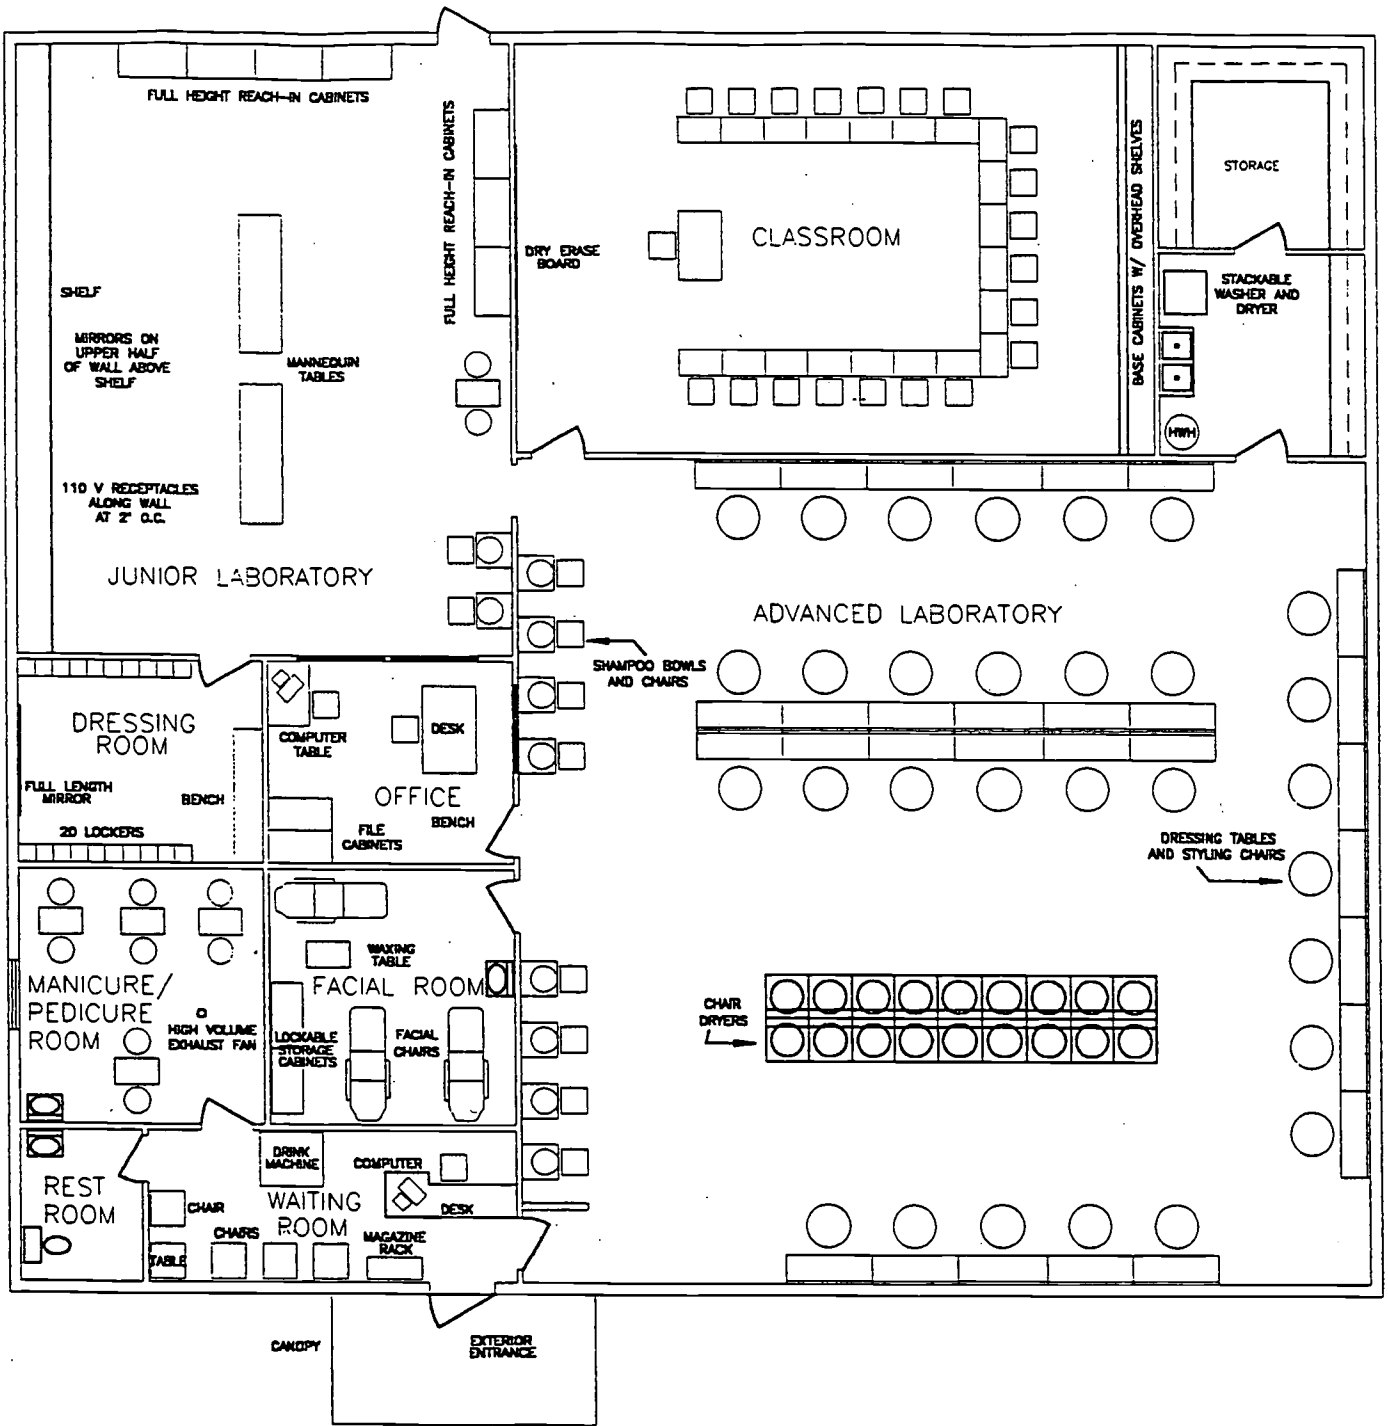 FULL HEIGHT REACH-IN CABINETS
FULL HEIGHT REACH-IN CABINETS
DRY ERASE
BOARD
CLASSROOM
BASE CABINETS W/ OVERHEAD SHELVES
STORAGE
STACKABLE
WASHER AND
DRYER
HWH
SHELF
MIRRORS ON
UPPER HALF
OF WALL ABOVE
SHELF
MANNEQUIN
TABLES
110 V RECEPTACLES
ALONG WALL
AT 2' O.C.
JUNIOR LABORATORY
ADVANCED LABORATORY
SHAMPOO BOWLS
AND CHAIRS
DRESSING
ROOM
FULL LENGTH
MIRROR
BENCH
20 LOCKERS
COMPUTER
TABLE
DESK
OFFICE
FILE
CABINETS
BENCH
DRESSING TABLES
AND STYLING CHAIRS
MANICURE/
PEDICURE
ROOM
HIGH VOLUME
EXHAUST FAN
WAXING
TABLE
FACIAL ROOM
LOCKABLE
STORAGE
CABINETS
FACIAL
CHAIRS
CHAIR
DRYERS
REST
ROOM
DRINK
MACHINE
COMPUTER
DESK
WAITING
ROOM
CHAIR
CHAIRS
TABLE
MAGAZINE
RACK
CANOPY
EXTERIOR
ENTRANCE